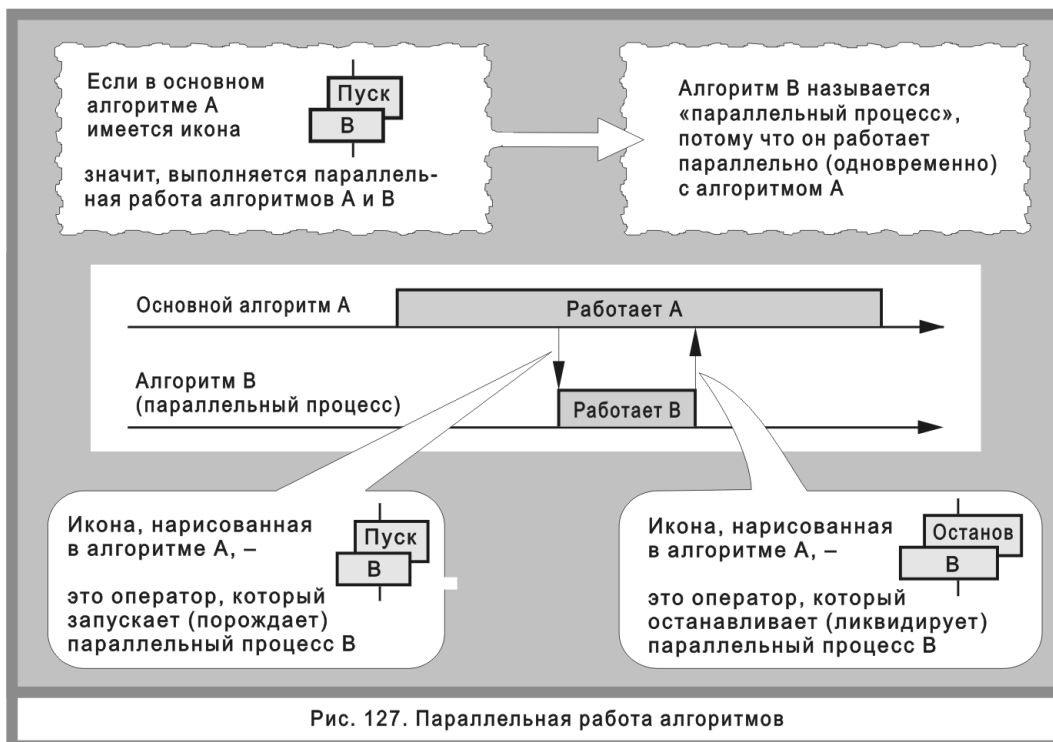 Если в основном
алгоритме А
имеется икона
Пуск
В
значит, выполняется параллель-
ная работа алгоритмов А и В
Алгоритм В называется
«параллельный процесс»,
потому что он работает
параллельно (одновременно)
с алгоритмом А
Основной алгоритм А
Работает А
Алгоритм В
(параллельный процесс)
Работает В
Икона, нарисованная
в алгоритме А, –
Пуск
В
это оператор, который
запускает (порождает)
параллельный процесс В
Икона, нарисованная
в алгоритме А, –
Останов
В
это оператор, который
останавливает (ликвидирует)
параллельный процесс В
Рис. 127. Параллельная работа алгоритмов